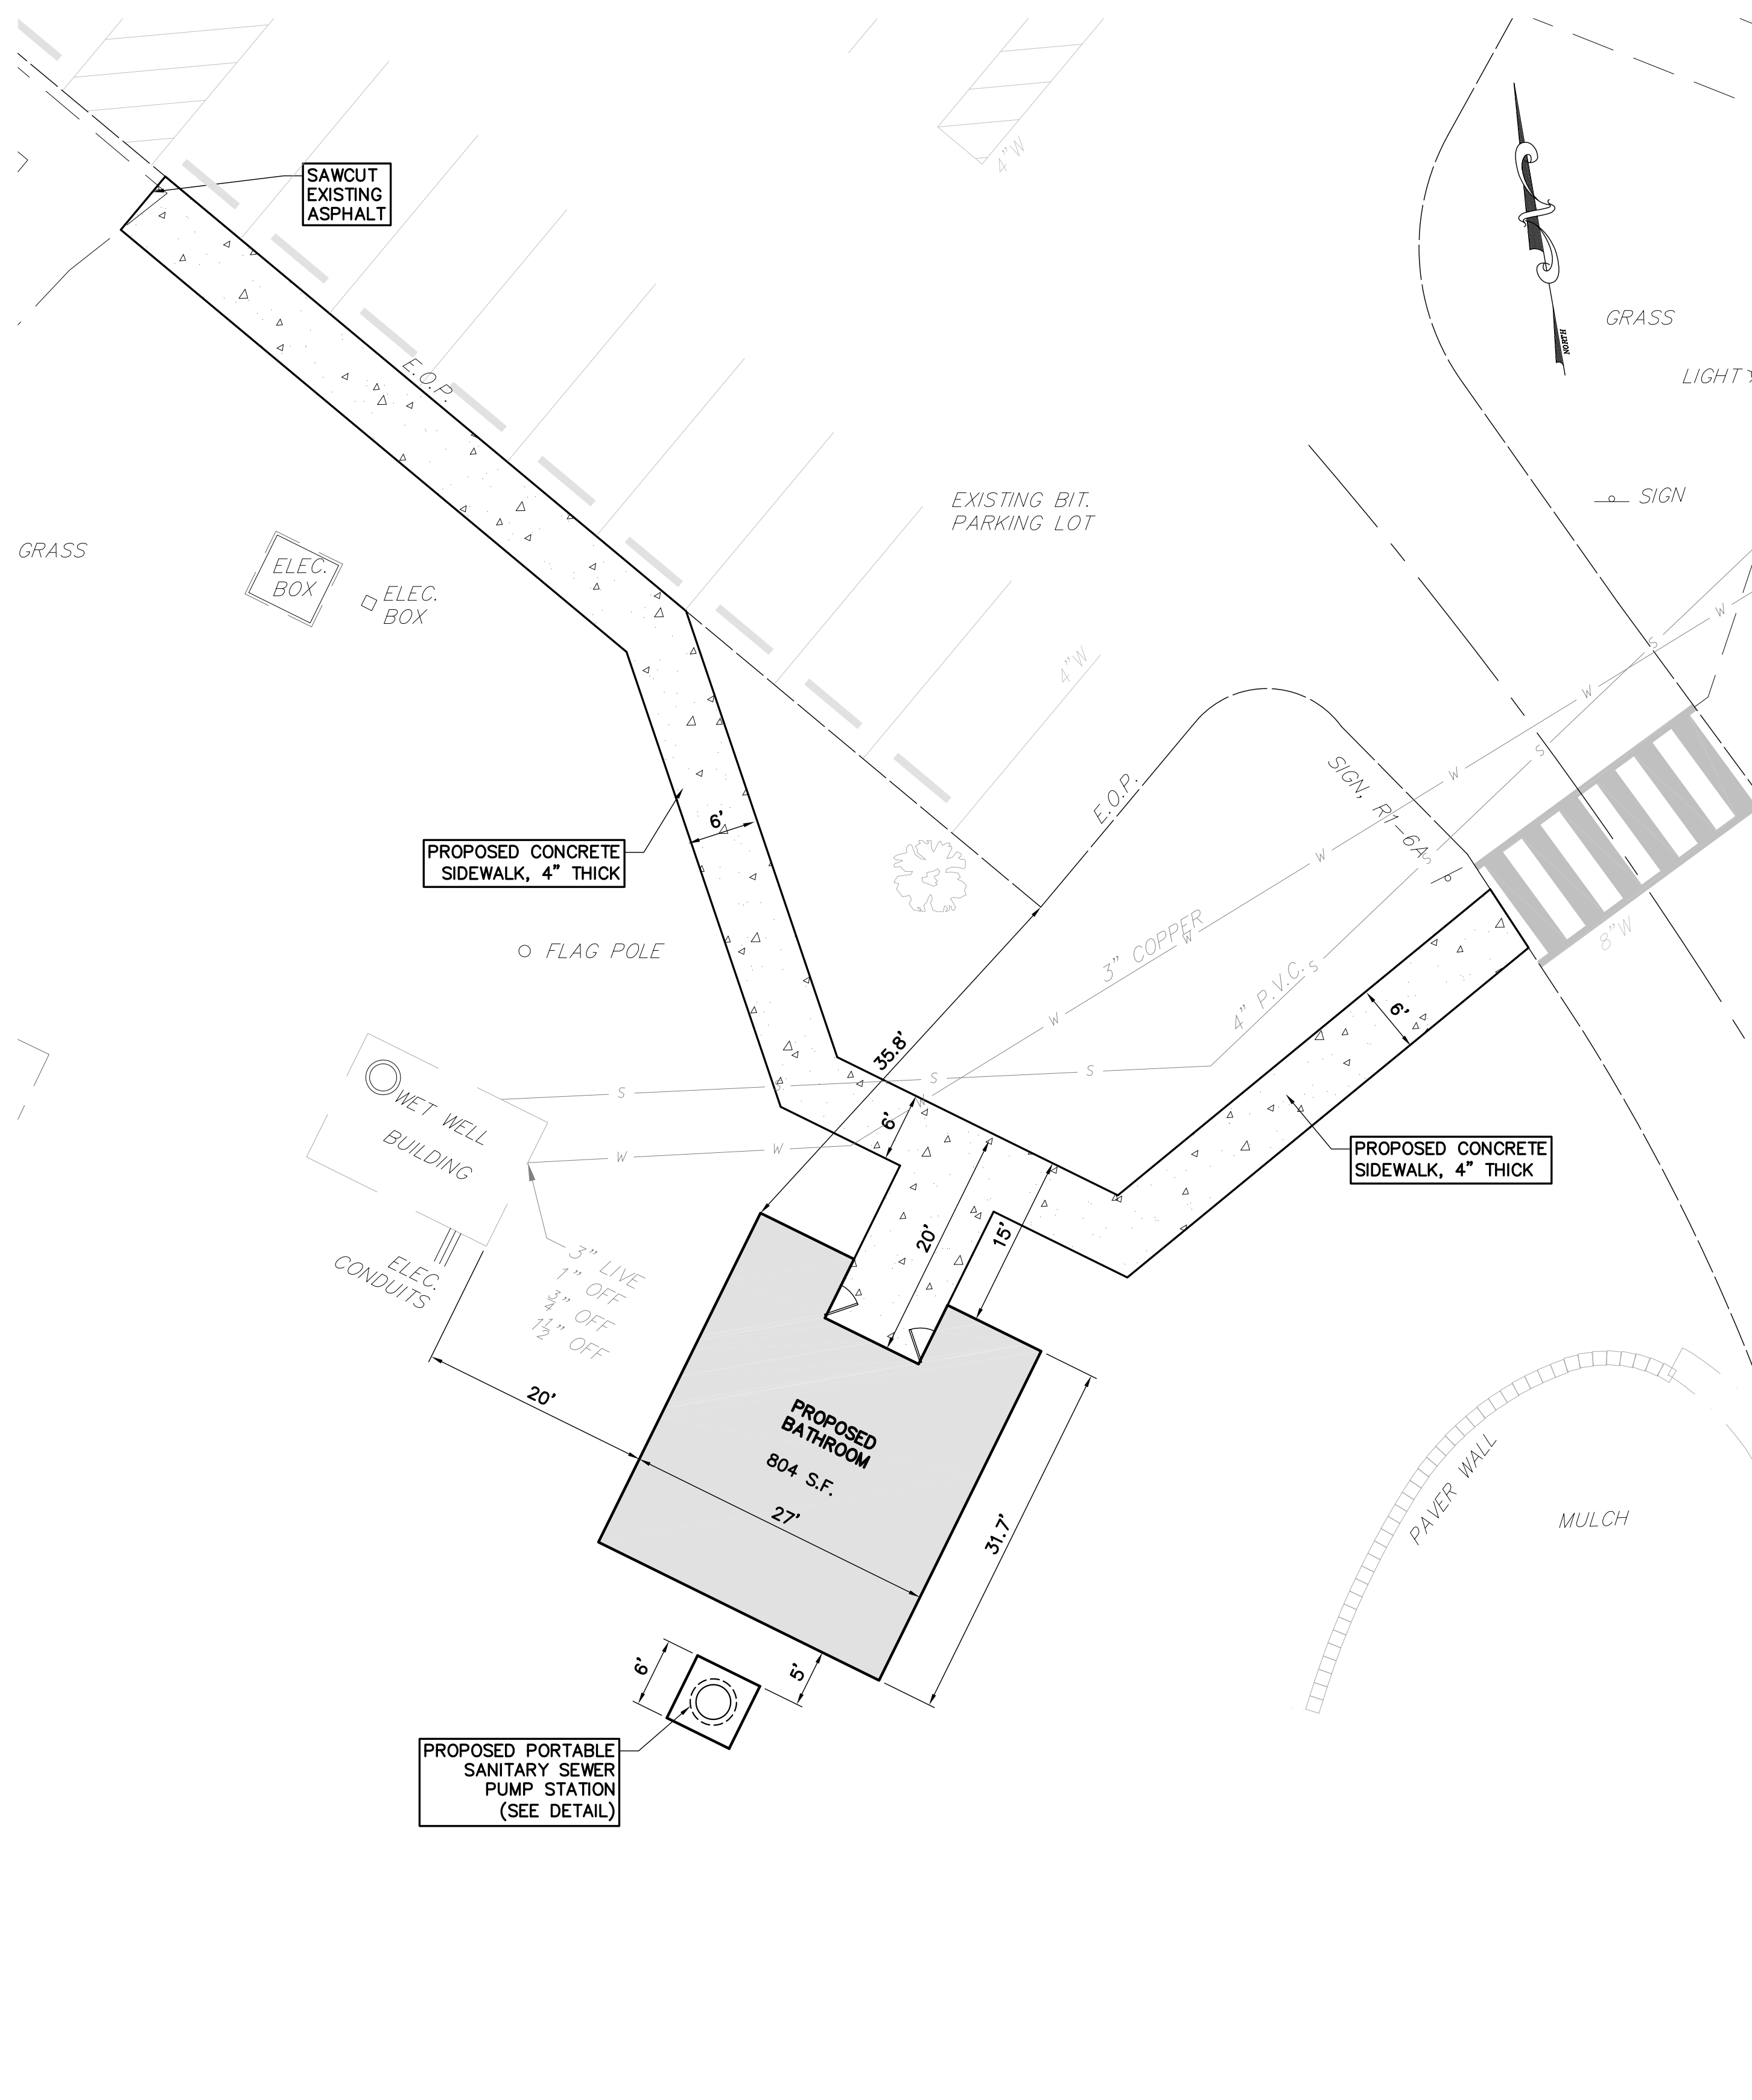 SAWCUT
EXISTING
ASPHALT
4"W
NORTH
GRASS
LIGHT
E.O.P.
EXISTING BIT.
PARKING LOT
SIGN
GRASS
ELEC.
BOX
ELEC.
BOX
W
S
4"W
W
S
E.O.P.
SIGN, R1-6A
W
6'
PROPOSED CONCRETE
SIDEWALK, 4" THICK
W
S
8"W
FLAG POLE
3" COPPER
W
4" P.V.C.
S
6'
W
35.8'
S
S
S
S
W
WET WELL
BUILDING
6'
W
W
PROPOSED CONCRETE
SIDEWALK, 4" THICK
20'
15'
ELEC.
CONDUITS
3" LIVE
1" OFF
3/4" OFF
1 1/2" OFF
20'
PROPOSED
BATHROOM
804 S.F.
27'
31.7'
PAVER WALL
MULCH
6'
5'
PROPOSED PORTABLE
SANITARY SEWER
PUMP STATION
(SEE DETAIL)